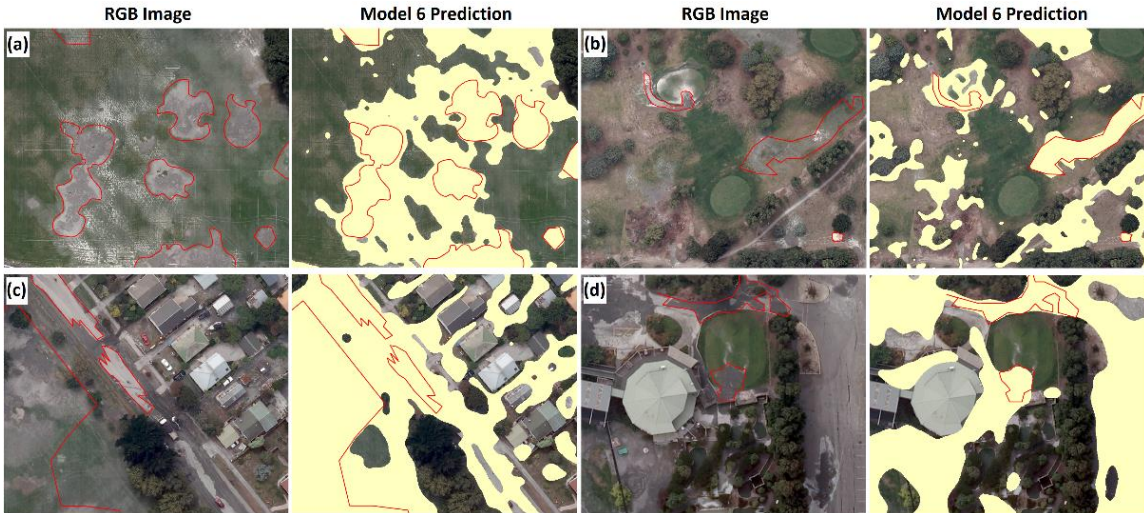 RGB Image
Model 6 Prediction
RGB Image
Model 6 Prediction
(a)
(b)
(c)
(d)